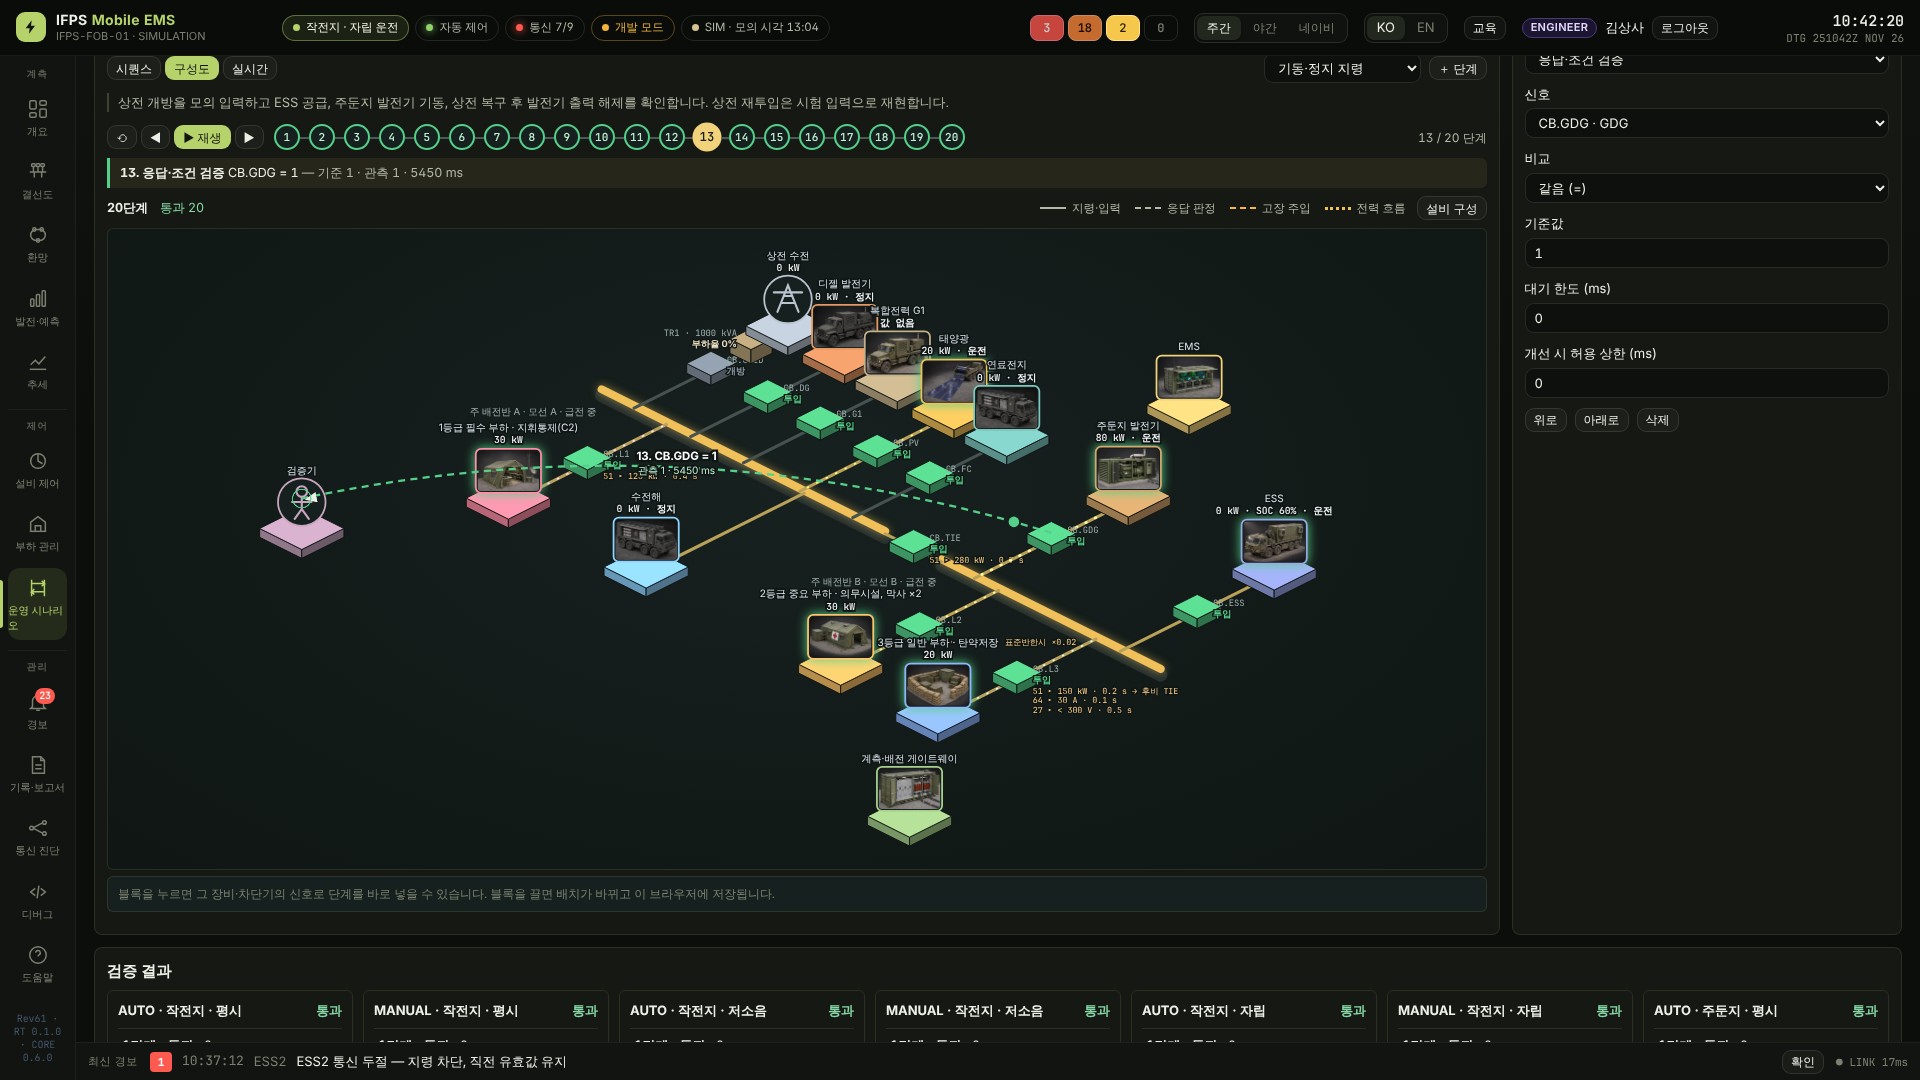 IFPS Mobile EMS
IFPS-FOB-01 · SIMULATION
작전지 · 자립 운전
자동 제어
통신 7/9
개발 모드
SIM · 모의 시각 13:04
3
18
2
0
주간
야간
네이비
KO
EN
교육
ENGINEER
김상사
로그아웃
10:42:20
DTG 251042Z NOV 26
계측
개요
결선도
환망
발전·예측
추세
제어
설비 제어
부하 관리
운영 시나리
오
관리
23
경보
기록·보고서
통신 진단
디버그
도움말
Rev61 ·
RT 0.1.0
· CORE
0.6.0
시퀀스
구성도
실시간
기동·정지 지령
+ 단계
상전 개방을 모의 입력하고 ESS 공급, 주둔지 발전기 기동, 상전 복구 후 발전기 출력 해제를 확인합니다. 상전 재투입은 시험 입력으로 재현합니다.
▶ 재생
1 2 3 4 5 6 7 8 9 10 11 12 13 14 15 16 17 18 19 20
13 / 20 단계
13. 응답·조건 검증 CB.GDG = 1 — 기준 1 · 관측 1 · 5450 ms
20단계
통과 20
지령·입력
응답 판정
고장 주입
전력 흐름
설비 구성
상전 수전
0 kW
디젤 발전기
0 kW · 정지
복합전력 G1
값 없음
태양광
20 kW · 운전
연료전지
0 kW · 정지
TR1 · 1000 kVA
부하율 0%
개방
CB.DG
투입
CB.G1
투입
CB.PV
투입
CB.FC
투입
EMS
주둔지 발전기
80 kW · 운전
ESS
0 kW · SOC 60% · 운전
주 배전반 A · 모선 A · 급전 중
1등급 필수 부하 · 지휘통제(C2)
30 kW
CB.L1
투입
13. CB.GDG = 1
관측 1 · 5450 ms
검증기
수전해
0 kW · 정지
CB.TIE
투입
CB.GDG
투입
주 배전반 B · 모선 B · 급전 중
2등급 중요 부하 · 의무시설, 막사 ×2
30 kW
CB.L2
투입
CB.ESS
투입
3등급 일반 부하 · 탄약저장
표준반한시 ×0.02
20 kW
CB.L3
투입
51 · 150 kW · 0.2 s → 후비 TIE
64 · 30 A · 0.1 s
27 · < 300 V · 0.5 s
계측·배전 게이트웨이
블록을 누르면 그 장비·차단기의 신호로 단계를 바로 넣을 수 있습니다. 블록을 끌면 배치가 바뀌고 이 브라우저에 저장됩니다.
응답·조건 검증
신호
CB.GDG · GDG
비교
같음 (=)
기준값
1
대기 한도 (ms)
0
개선 시 허용 상한 (ms)
0
위로
아래로
삭제
검증 결과
AUTO · 작전지 · 평시 통과
MANUAL · 작전지 · 평시 통과
AUTO · 작전지 · 저소음 통과
MANUAL · 작전지 · 저소음 통과
AUTO · 작전지 · 자립 통과
MANUAL · 작전지 · 자립 통과
AUTO · 주둔지 · 평시 통과
최신 경보
1
10:37:12
ESS2
ESS2 통신 두절 — 지령 차단, 직전 유효값 유지
확인
LINK 17ms